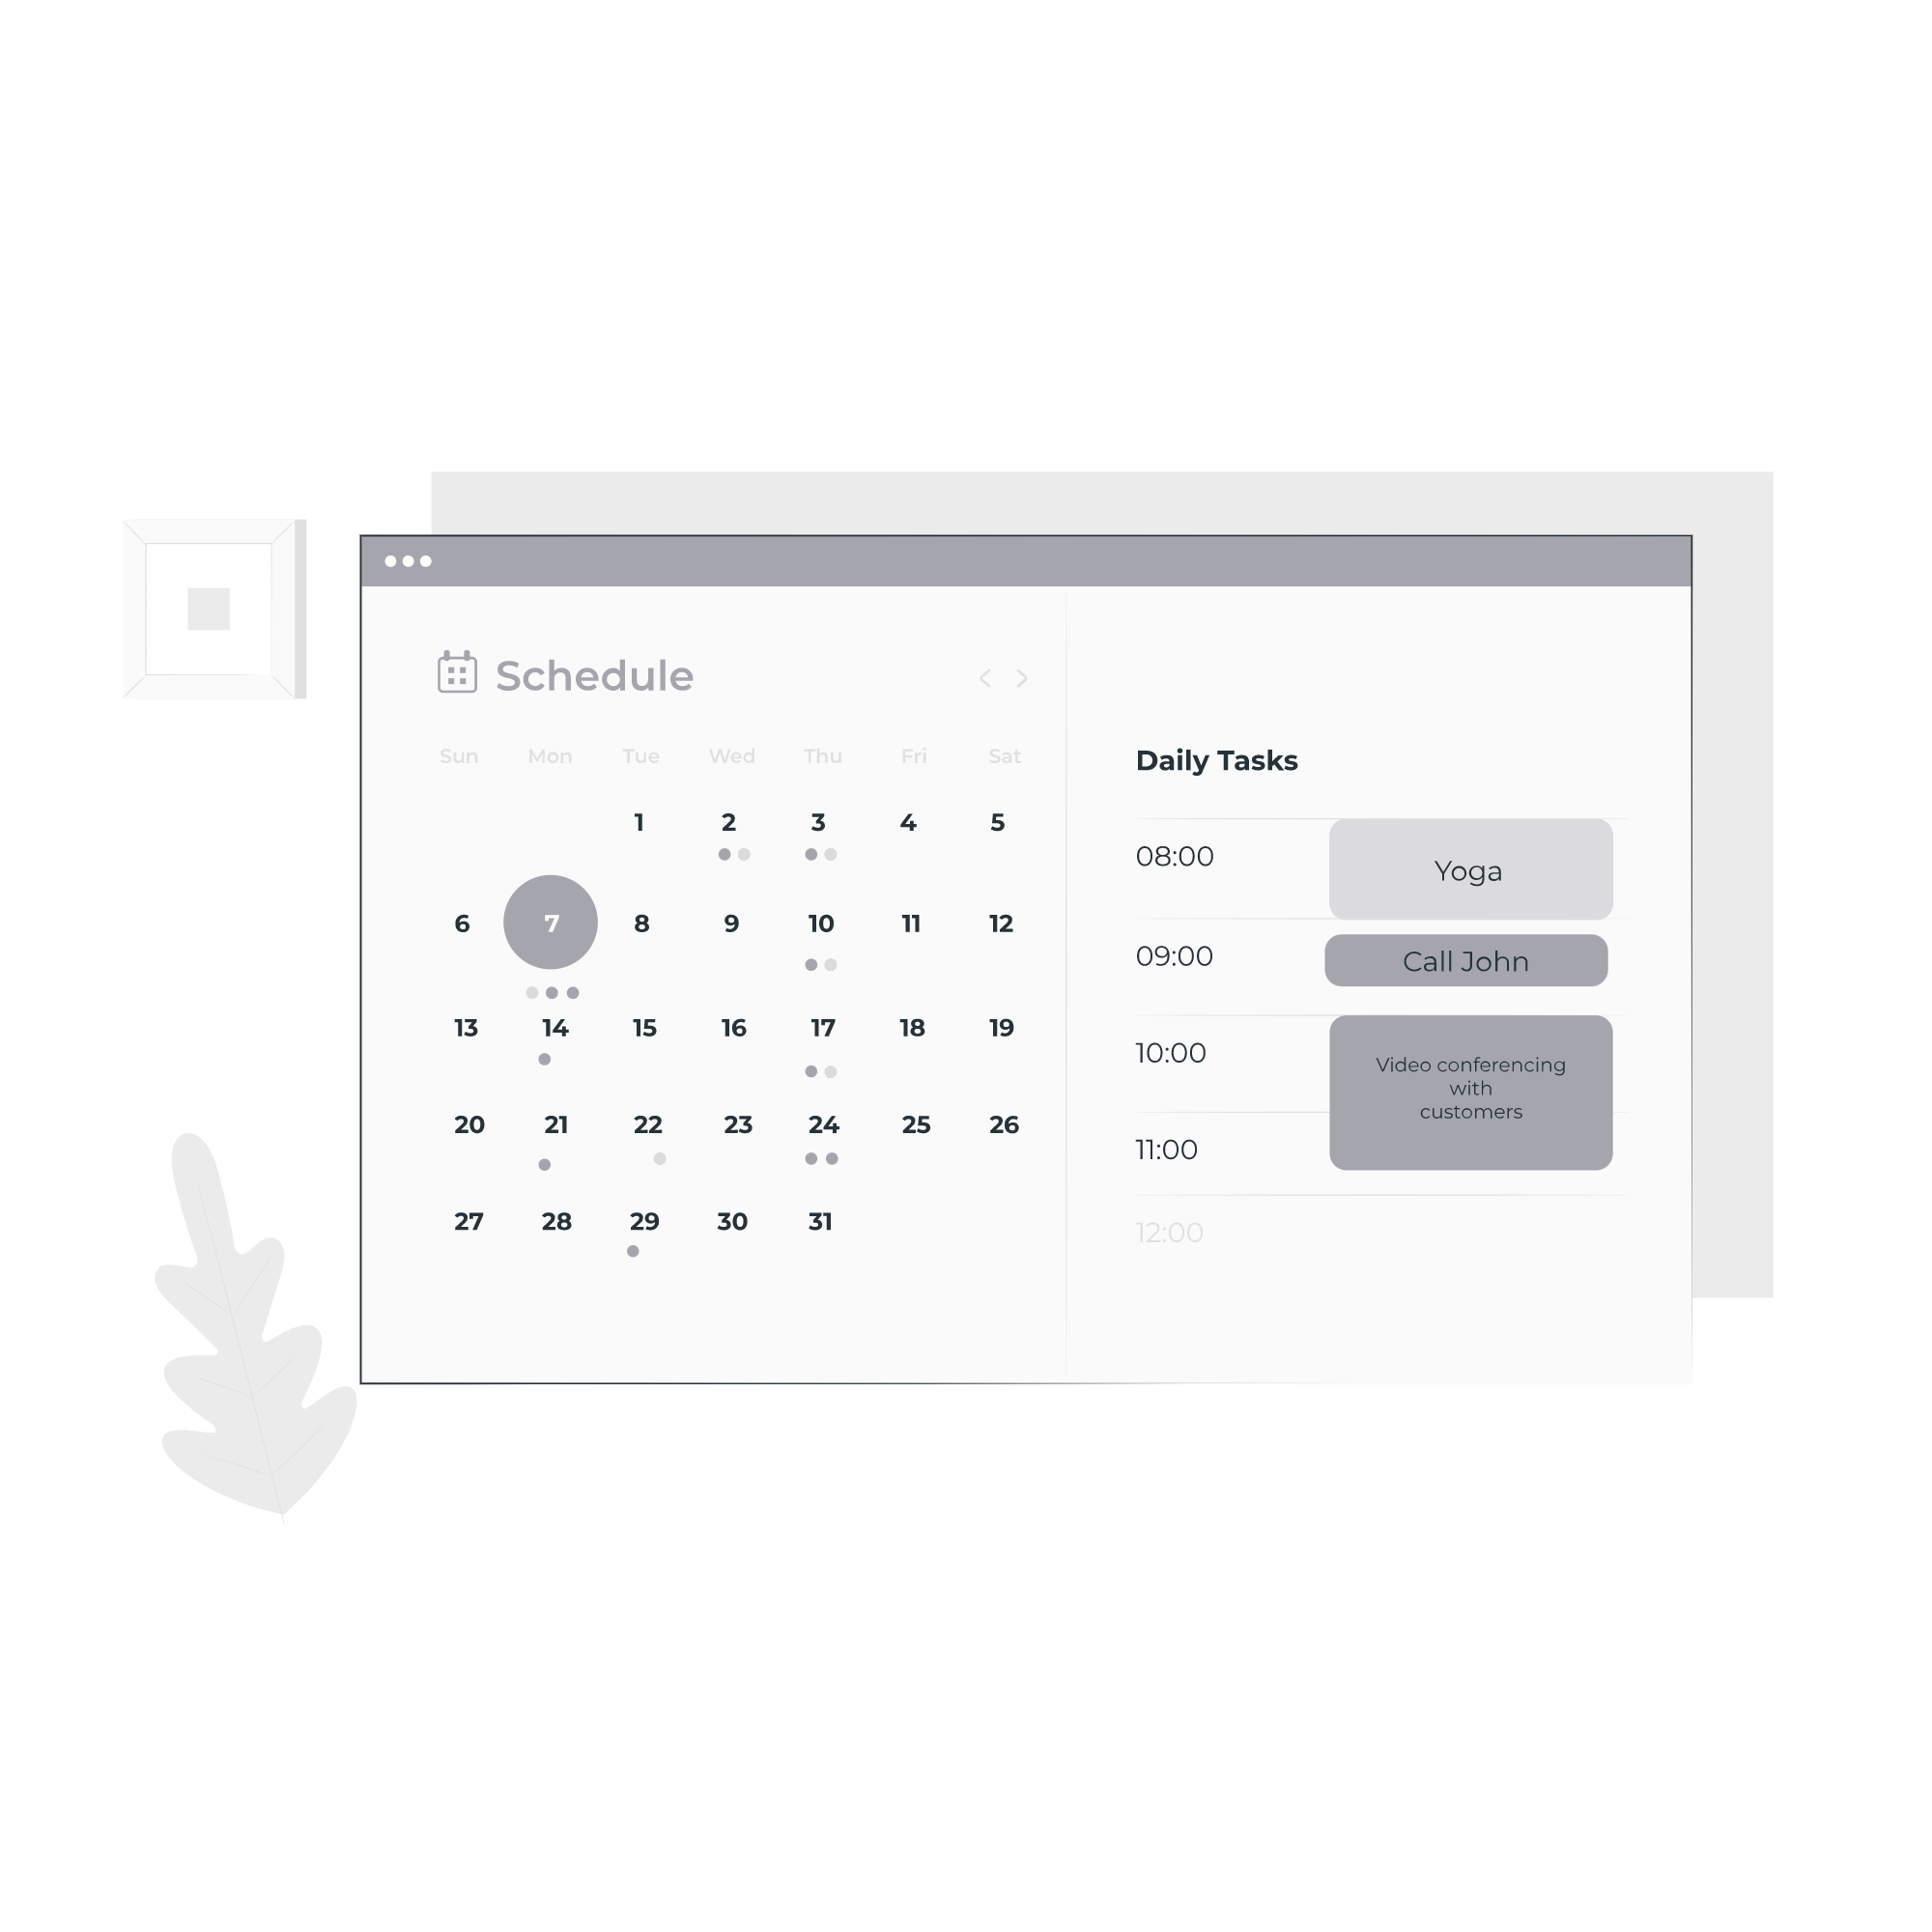 Schedule
Sun Mon Tue Wed Thu Fri Sat
1 2 3 4 5
6 7 8 9 10 11 12
13 14 15 16 17 18 19
20 21 22 23 24 25 26
27 28 29 30 31
Daily Tasks
08:00 Yoga
09:00 Call John
10:00 Video conferencing
with
customers
11:00
12:00